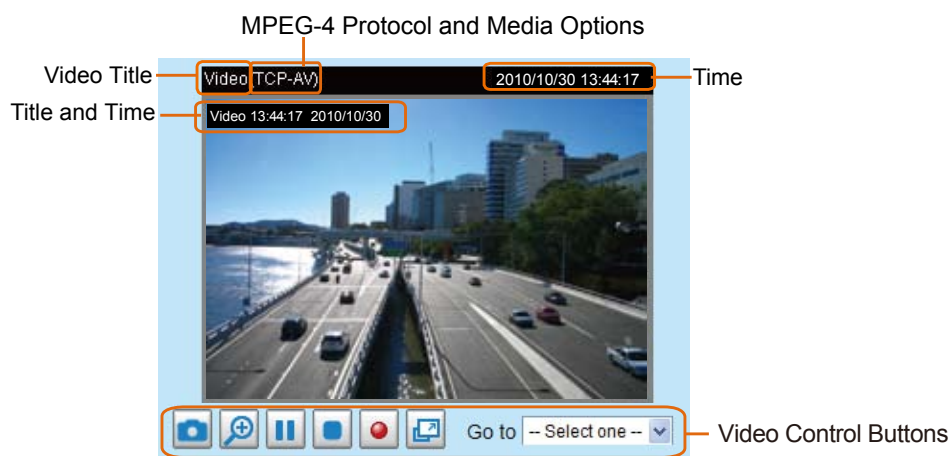 MPEG-4 Protocol and Media Options
Video Title
Video (TCP-AV)
2010/10/30 13:44:17
Time
Title and Time
Video 13:44:17 2010/10/30
Go to
-- Select one --
Video Control Buttons